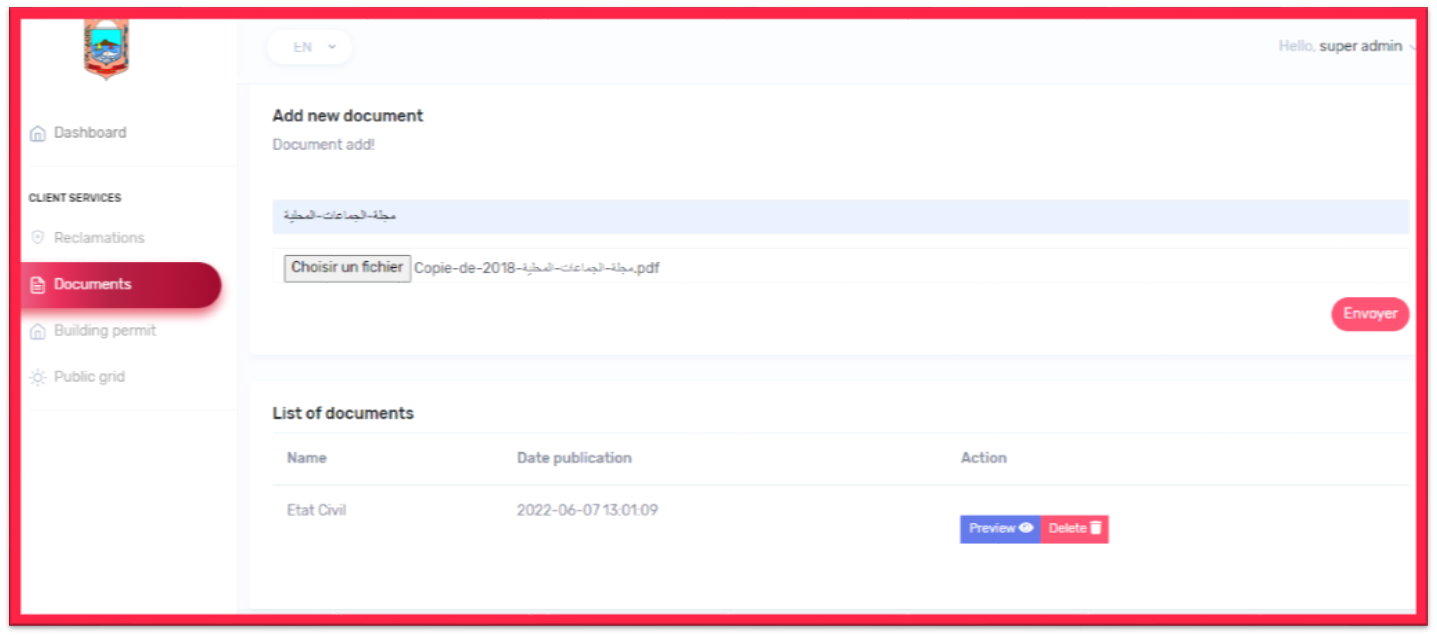 EN
Hello, super admin
Dashboard
CLIENT SERVICES
Reclamations
Documents
Building permit
Public grid
Add new document
Document add!
مجلة-الجماعات-المحلية
Choisir un fichier Copie-de-2018-مجلة-الجماعات-المحلية.pdf
Envoyer
List of documents
Name Date publication Action
Etat Civil 2022-06-07 13:01:09
Preview Delete